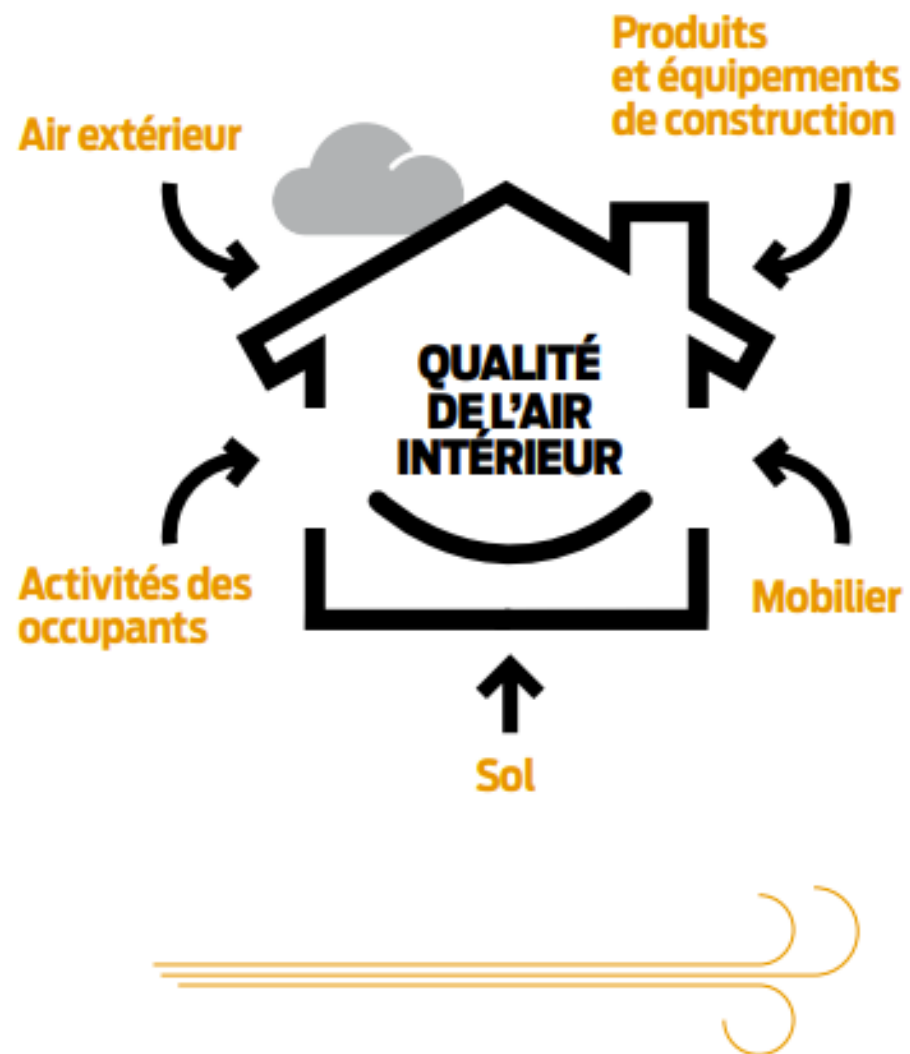 Produits
et équipements
de construction
Air extérieur
QUALITÉ
DE L'AIR
INTÉRIEUR
Activités des
occupants
Mobilier
Sol